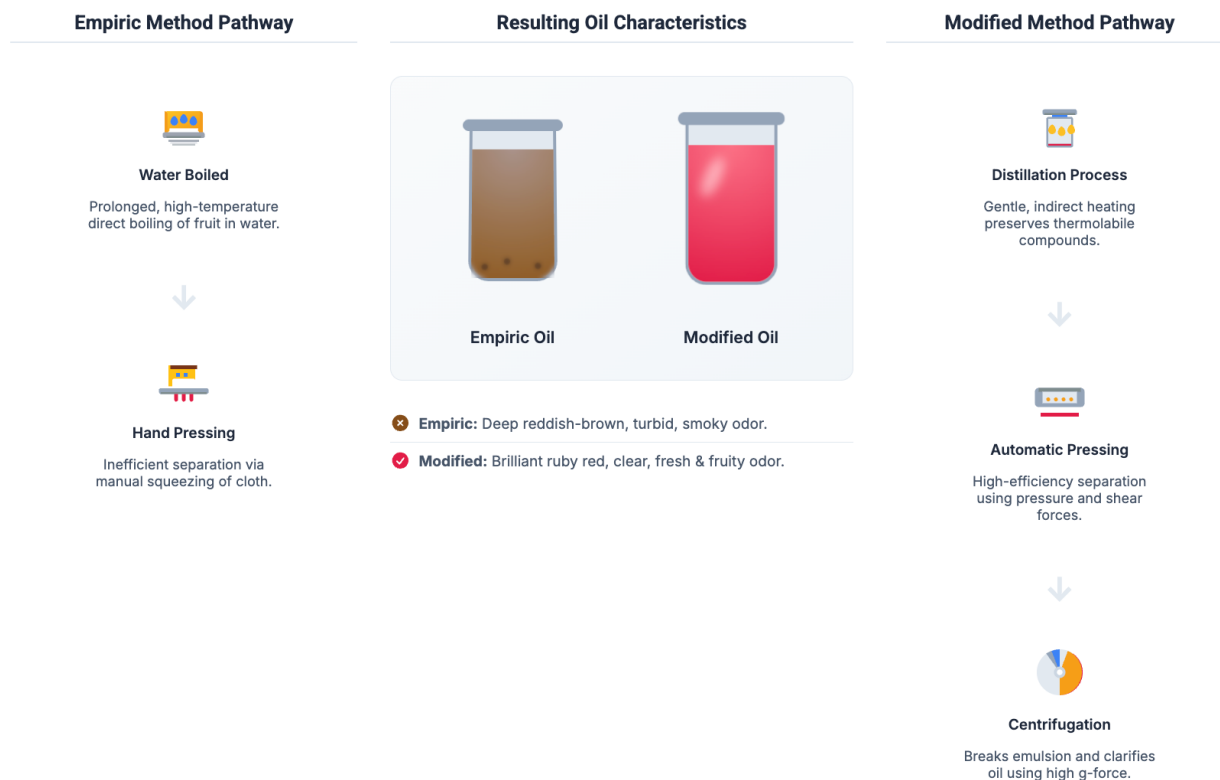 Empiric Method Pathway
Water Boiled
Prolonged, high-temperature
direct boiling of fruit in water.
Hand Pressing
Inefficient separation via
manual squeezing of cloth.
Resulting Oil Characteristics
Empiric Oil
Modified Oil
Empiric: Deep reddish-brown, turbid, smoky odor.
Modified: Brilliant ruby red, clear, fresh & fruity odor.
Modified Method Pathway
Distillation Process
Gentle, indirect heating
preserves thermolabile
compounds.
Automatic Pressing
High-efficiency separation
using pressure and shear
forces.
Centrifugation
Breaks emulsion and clarifies
oil using high g-force.